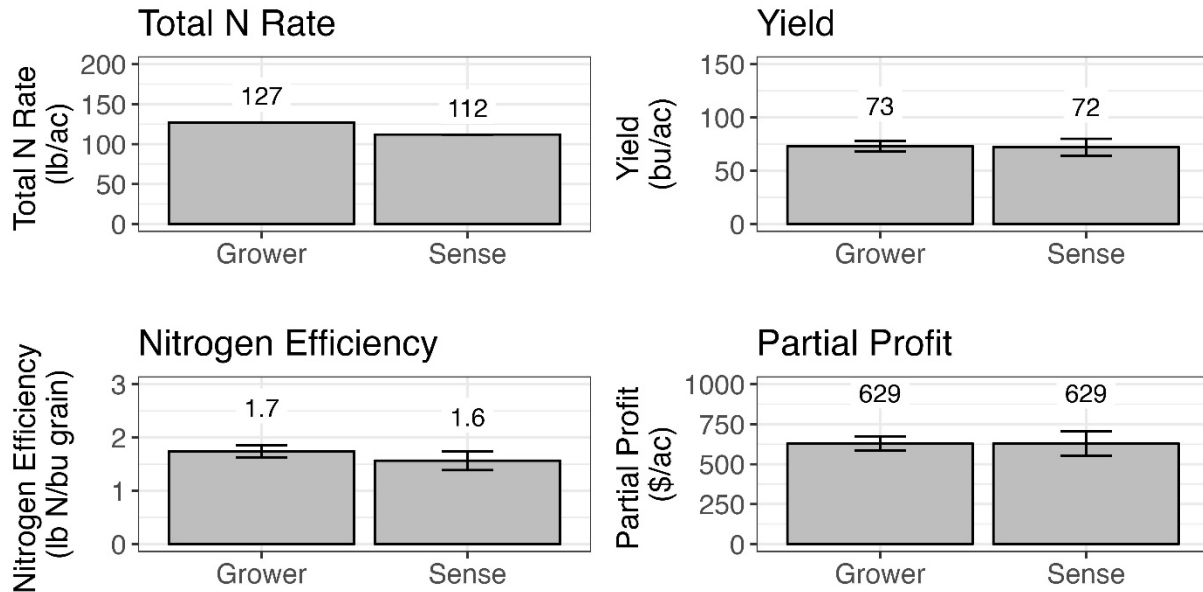 Total N Rate
Total N Rate
(lb/ac)
200
150
100
50
0
127
112
Grower
Sense
Yield
Yield
(bu/ac)
150
100
50
0
73
72
Grower
Sense
Nitrogen Efficiency
Nitrogen Efficiency
(lb N/bu grain)
3
2
1
0
1.7
1.6
Grower
Sense
Partial Profit
Partial Profit
($/ac)
1000
750
500
250
0
629
629
Grower
Sense